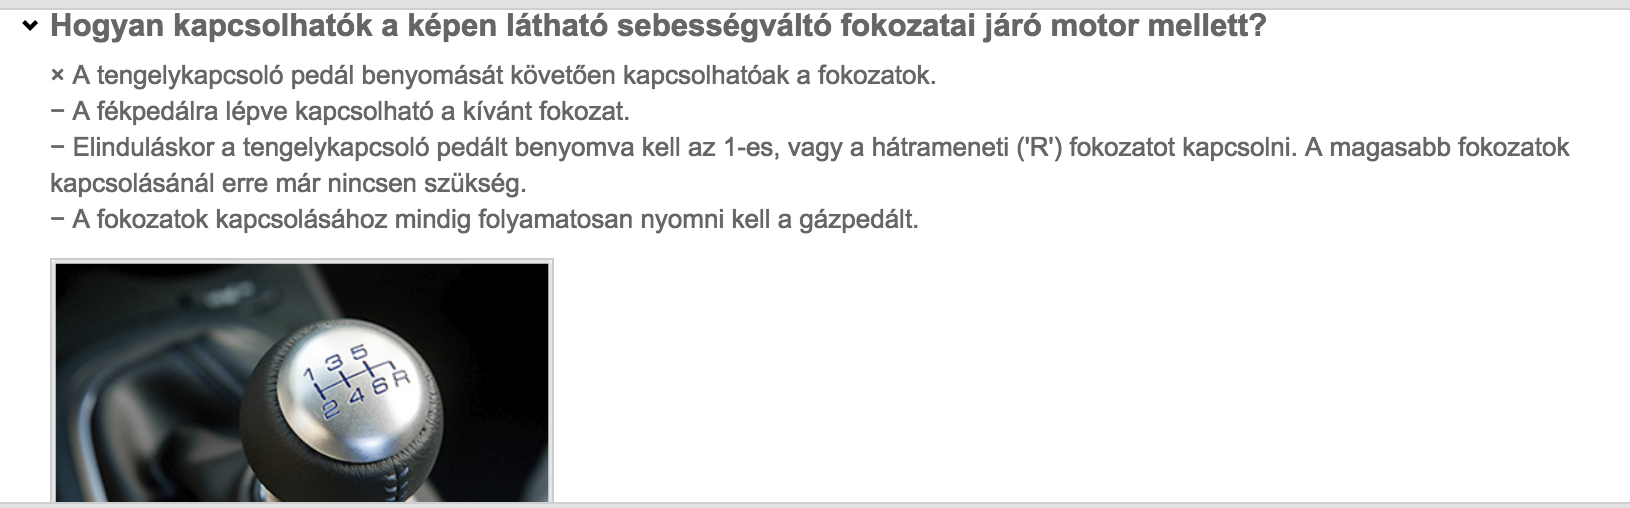 Hogyan kapcsolhatók a képen látható sebességváltó fokozatai járó motor mellett?
× A tengelykapcsoló pedál benyomását követően kapcsolhatóak a fokozatok.
− A fékpedálra lépve kapcsolható a kívánt fokozat.
− Elinduláskor a tengelykapcsoló pedált benyomva kell az 1-es, vagy a hátrameneti ('R') fokozatot kapcsolni. A magasabb fokozatok
kapcsolásánál erre már nincsen szükség.
− A fokozatok kapcsolásához mindig folyamatosan nyomni kell a gázpedált.
1 3 5
2 4 6 R